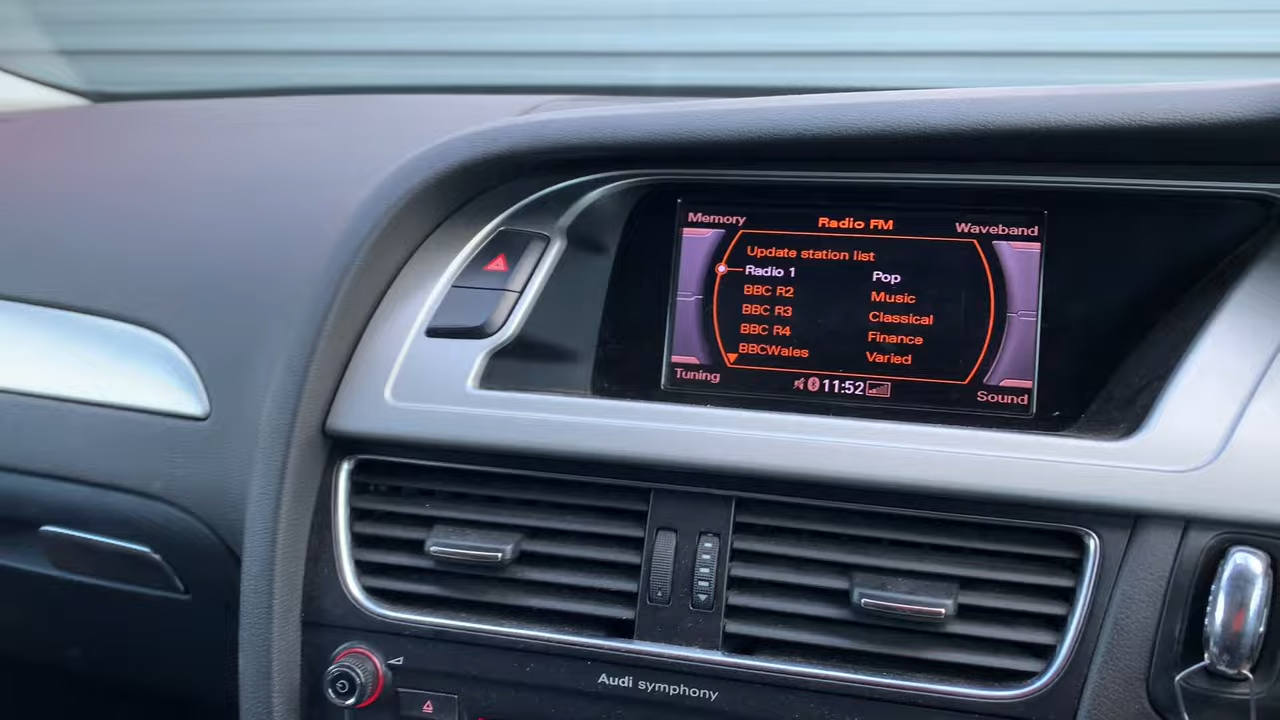 Memory
Radio FM
Waveband
Update station list
Radio 1 Pop
BBC R2 Music
BBC R3 Classical
BBC R4 Finance
BBCWales Varied
Tuning
11:52
Sound
Audi symphony